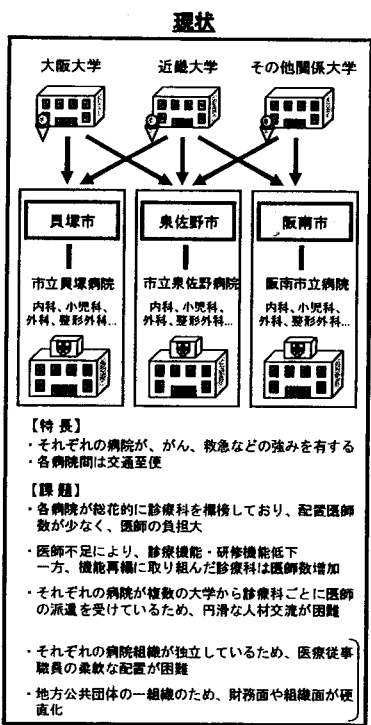 現状
大阪大学 近畿大学 その他関係大学
貝塚市 泉佐野市 阪南市
市立貝塚病院 市立泉佐野病院 阪南市立病院
内科、小児科、 内科、小児科、 内科、小児科、
外科、整形外科… 外科、整形外科… 外科、整形外科…
【特長】
・それぞれの病院が、がん、救急などの強みを有する
・各病院間は交通至便
【課題】
・各病院が総花的に診療科を標榜しており、配置医師
数が少なく、医師の負担大
・医師不足により、診療機能・研修機能低下
一方、機能再編に取り組んだ診療科は医師数増加
・それぞれの病院が複数の大学から診療科ごとに医師
の派遣を受けているため、円滑な人材交流が困難
・それぞれの病院組織が独立しているため、医療従事
職員の柔軟な配置が困難
・地方公共団体の一組織のため、財務面や組織面が硬
直化